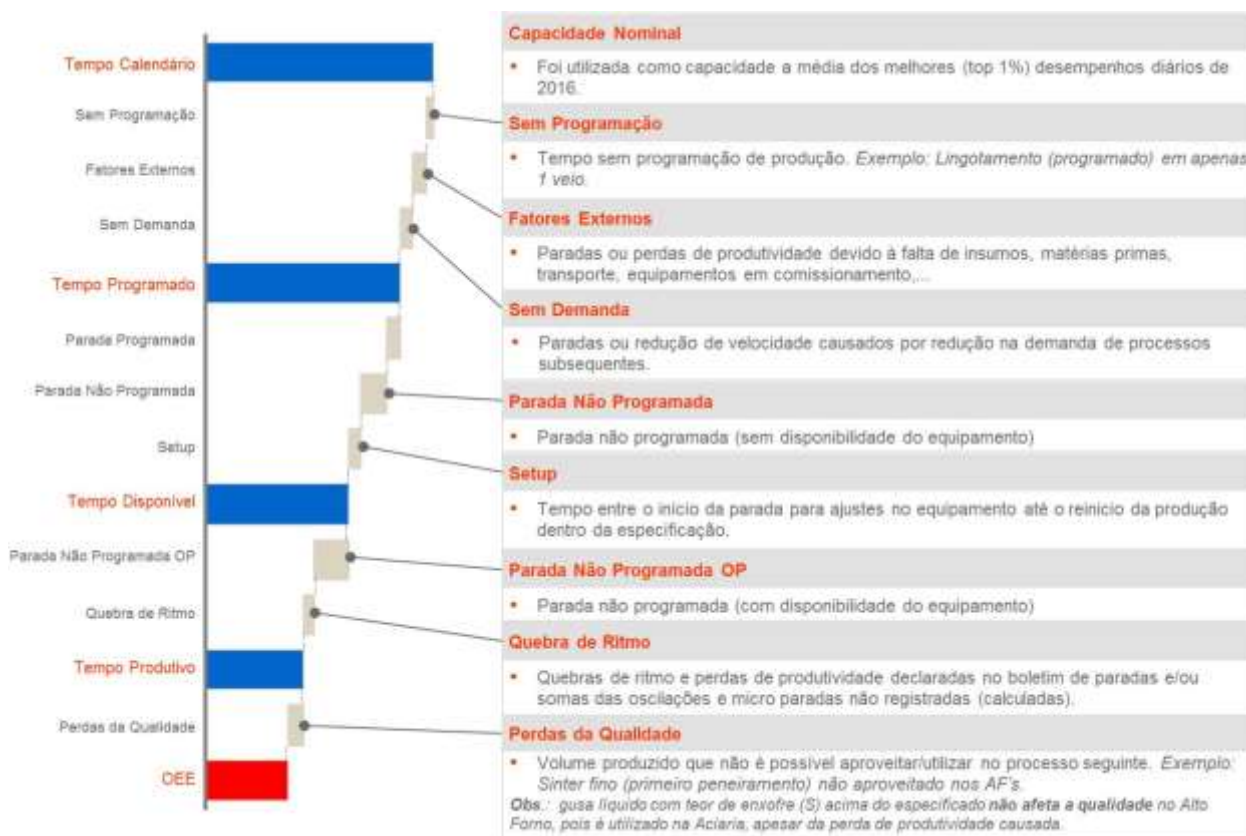 Tempo Calendário
Sem Programação
Fatores Externos
Sem Demanda
Tempo Programado
Parada Programada
Parada Não Programada
Setup
Tempo Disponível
Parada Não Programada OP
Quebra de Ritmo
Tempo Produtivo
Perdas da Qualidade
OEE
Capacidade Nominal
• Foi utilizada como capacidade a média dos melhores (top 1%) desempenhos diários de
2016.
Sem Programação
• Tempo sem programação de produção. Exemplo: Lingotamento (programado) em apenas
1 veio.
Fatores Externos
• Paradas ou perdas de produtividade devido à falta de insumos, matérias primas,
transporte, equipamentos em comissionamento,...
Sem Demanda
• Paradas ou redução de velocidade causados por redução na demanda de processos
subsequentes.
Parada Não Programada
• Parada não programada (sem disponibilidade do equipamento)
Setup
• Tempo entre o início da parada para ajustes no equipamento até o reinicio da produção
dentro da especificação.
Parada Não Programada OP
• Parada não programada (com disponibilidade do equipamento)
Quebra de Ritmo
• Quebras de ritmo e perdas de produtividade declaradas no boletim de paradas e/ou
somas das oscilações e micro paradas não registradas (calculadas).
Perdas da Qualidade
• Volume produzido que não é possível aproveitar/utilizar no processo seguinte. Exemplo:
Sinter fino (primeiro peneiramento) não aproveitado nos AF's.
Obs.: gusa líquido com teor de enxofre (S) acima do especificado não afeta a qualidade no Alto
Forno, pois é utilizado na Aciaria, apesar da perda de produtividade causada.